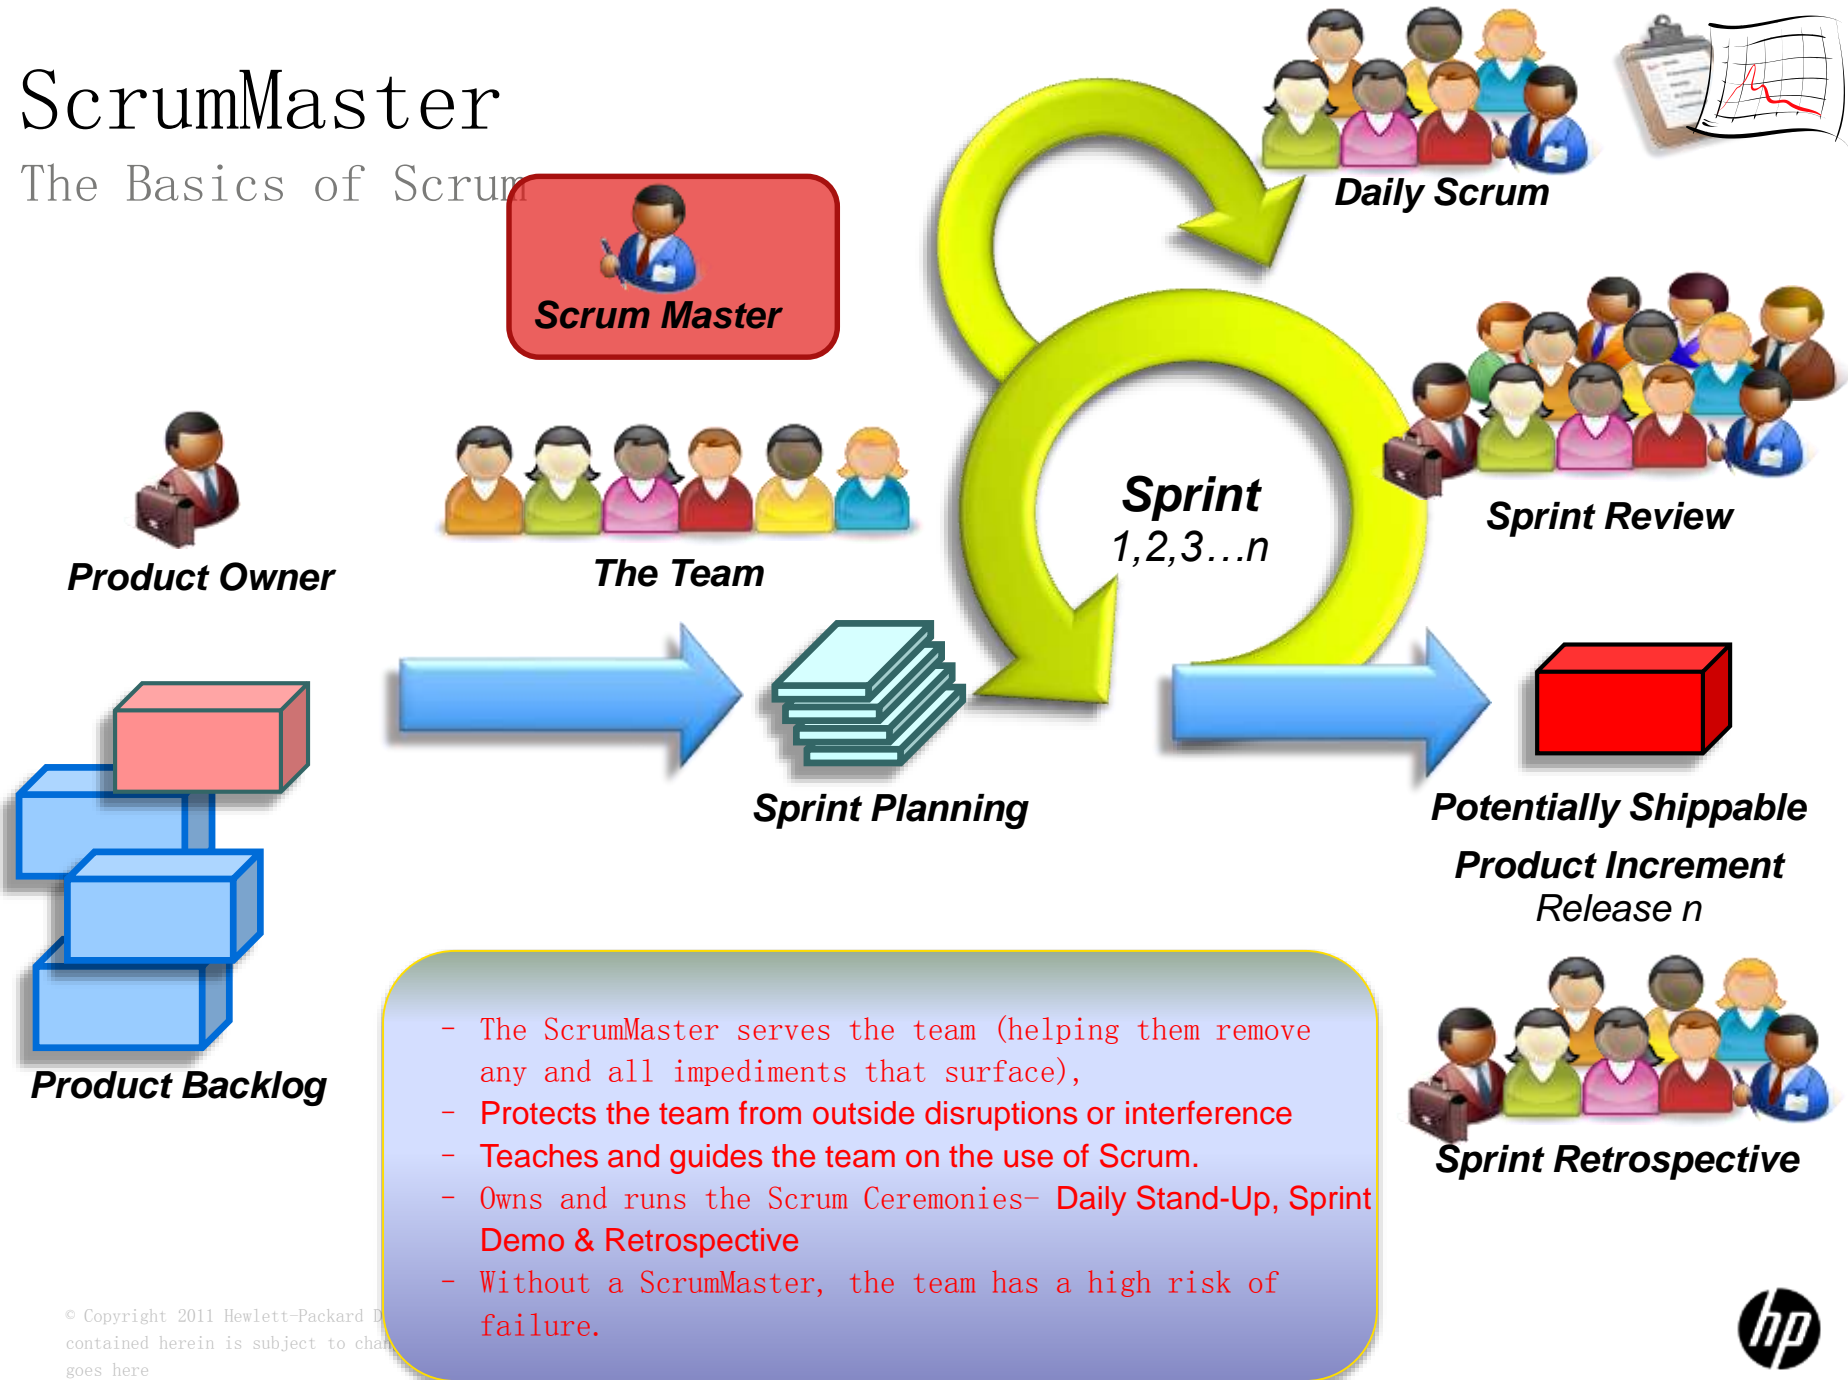 ScrumMaster
The Basics of Scrum
Scrum Master
Daily Scrum
Product Owner
The Team
Sprint
1,2,3…n
Sprint Review
Product Backlog
Sprint Planning
Potentially Shippable
Product Increment
Release n
Sprint Retrospective
– The ScrumMaster serves the team (helping them remove
any and all impediments that surface),
– Protects the team from outside disruptions or interference
– Teaches and guides the team on the use of Scrum.
– Owns and runs the Scrum Ceremonies– Daily Stand-Up, Sprint
Demo & Retrospective
– Without a ScrumMaster, the team has a high risk of
failure.
© Copyright 2011 Hewlett-Packard
contained herein is subject to
goes here
hp